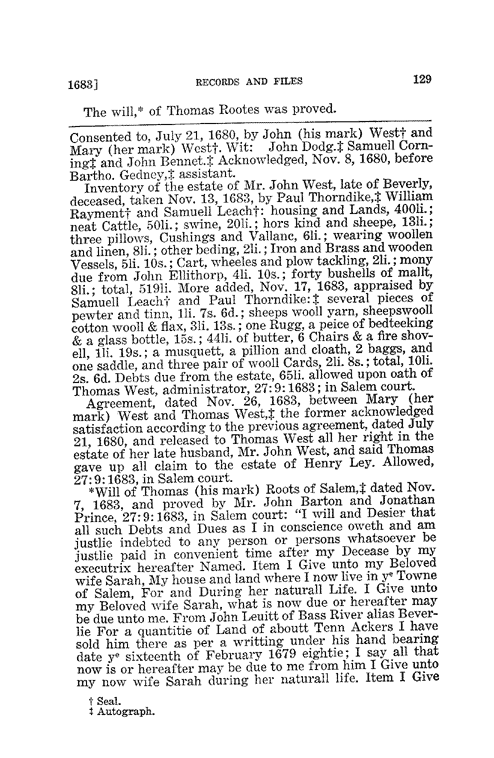 1683] RECORDS AND FILES 129
The will,* of Thomas Rootes was proved.
Consented to, July 21, 1680, by John (his mark) West† and
Mary (her mark) West†. Wit: John Dodg.‡ Samuell Corn-
ing‡ and John Bennet.‡ Acknowledged, Nov. 8, 1680, before
Bartho. Gedney,‡ assistant.
Inventory of the estate of Mr. John West, late of Beverly,
deceased, taken Nov. 13, 1683, by Paul Thorndike,‡ William
Rayment† and Samuell Leach†: housing and Lands, 400li.;
neat Cattle, 50li.; swine, 20li.; hors kind and sheepe, 13li.;
three pillows, Cushings and Vallanc, 6li.; wearing woollen
and linen, 8li.; other beding, 2li.; Iron and Brass and wooden
Vessels, 5li. 10s.; Cart, wheeles and plow tackling, 2li.; mony
due from John Ellithorp, 4li. 10s.; forty bushells of mallt,
8li.; total, 519li. More added, Nov. 17, 1683, appraised by
Samuell Leach† and Paul Thorndike:‡ several pieces of
pewter and tinn, 1li. 7s. 6d.; sheeps wooll yarn, sheepswooll
cotton wooll & flax, 3li. 13s.; one Rugg, a peice of bedteeking
& a glass bottle, 15s.; 44li. of butter, 6 Chairs & a fire shov-
ell, 1li. 19s.; a musquett, a pillion and cloath, 2 baggs, and
one saddle, and three pair of wooll Cards, 2li. 8s.; total, 10li.
2s. 6d. Debts due from the estate, 65li. allowed upon oath of
Thomas West, administrator, 27:9:1683; in Salem court.
Agreement, dated Nov. 26, 1683, between Mary (her
mark) West and Thomas West,‡ the former acknowledged
satisfaction according to the previous agreement, dated July
21, 1680, and released to Thomas West all her right in the
estate of her late husband, Mr. John West, and said Thomas
gave up all claim to the estate of Henry Ley. Allowed,
27:9:1683, in Salem court.
*Will of Thomas (his mark) Roots of Salem,‡ dated Nov.
7, 1683, and proved by Mr. John Barton and Jonathan
Prince, 27:9:1683, in Salem court: "I will and Desier that
all such Debts and Dues as I in conscience oweth and am
justlie indebted to any person or persons whatsoever be
justlie paid in convenient time after my Decease by my
executrix hereafter Named. Item I Give unto my Beloved
wife Sarah, My house and land where I now live in yᵉ Towne
of Salem, For and During her naturall Life. I Give unto
my Beloved wife Sarah, what is now due or hereafter may
be due unto me. From John Leuitt of Bass River alias Bever-
lie For a quantitie of Land of aboutt Tenn Ackers I have
sold him there as per a writting under his hand bearing
date yᵉ sixteenth of February 1679 eightie; I say all that
now is or hereafter may be due to me from him I Give unto
my now wife Sarah during her naturall life. Item I Give
† Seal.
‡ Autograph.